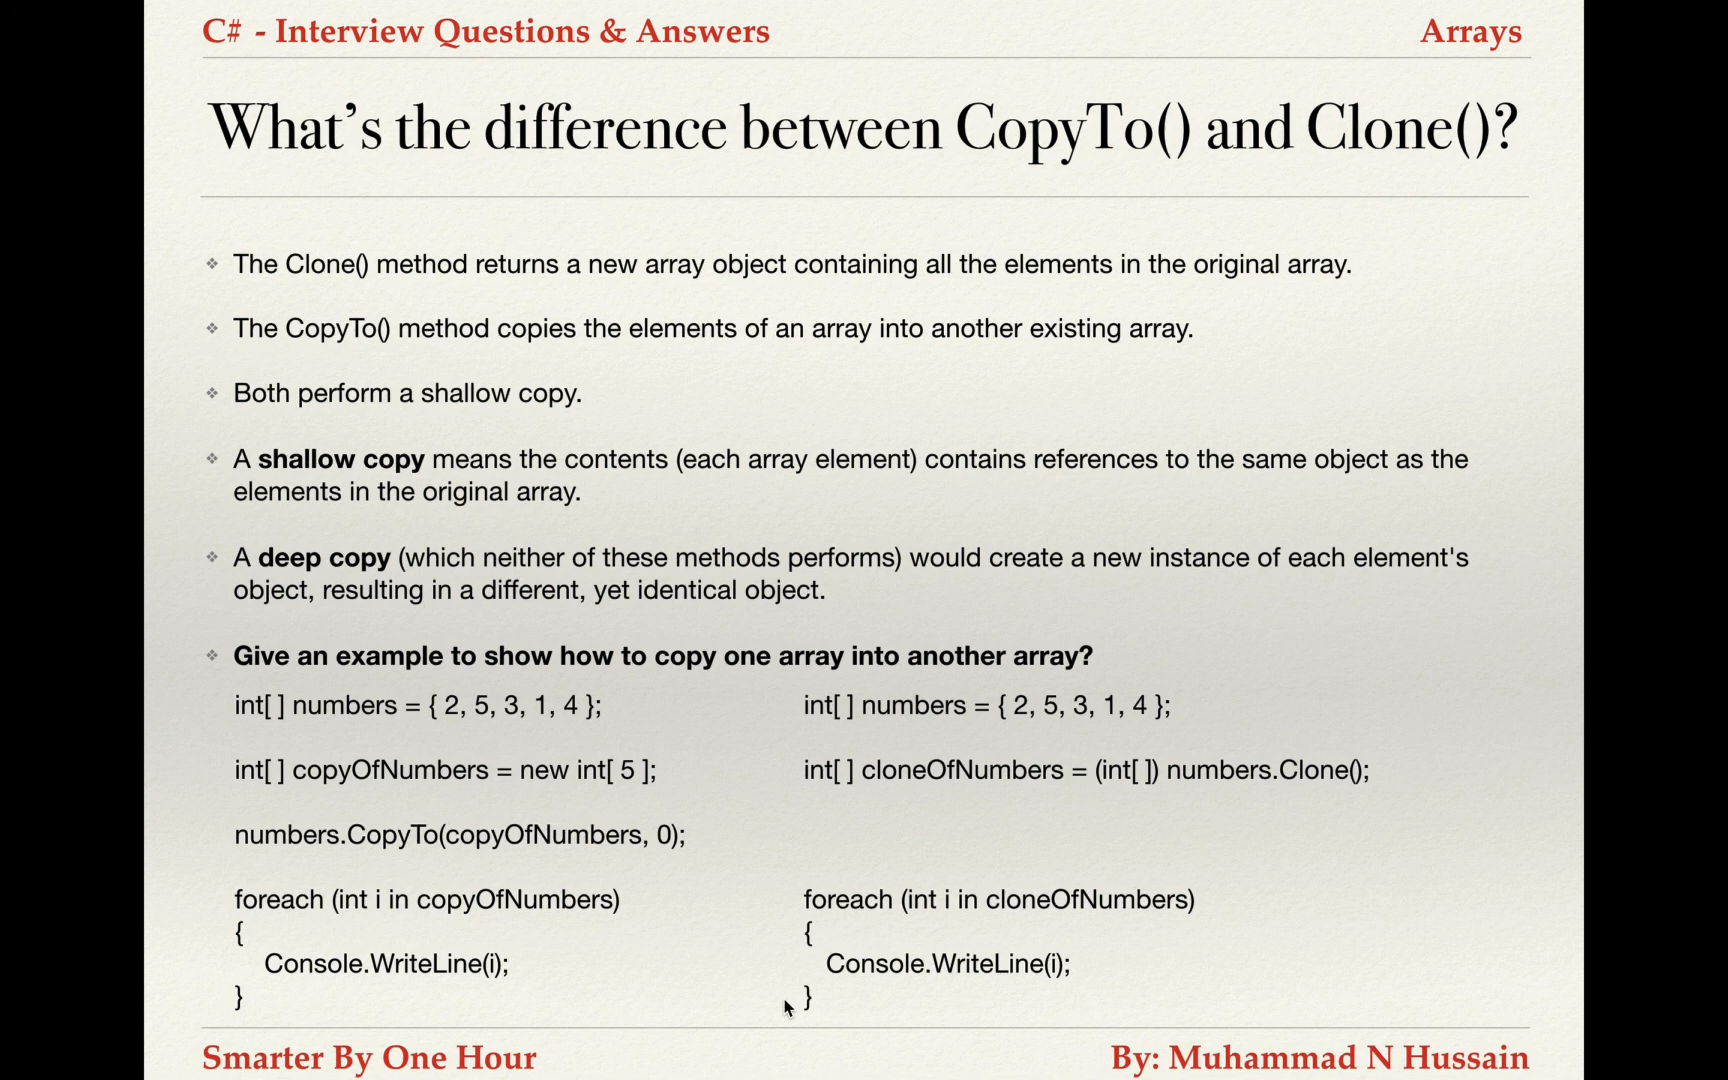 C# - Interview Questions & Answers
Arrays
What's the difference between CopyTo() and Clone()?
The Clone() method returns a new array object containing all the elements in the original array.
The CopyTo() method copies the elements of an array into another existing array.
Both perform a shallow copy.
A shallow copy means the contents (each array element) contains references to the same object as the
elements in the original array.
A deep copy (which neither of these methods performs) would create a new instance of each element's
object, resulting in a different, yet identical object.
Give an example to show how to copy one array into another array?
int[ ] numbers = { 2, 5, 3, 1, 4 };
int[ ] copyOfNumbers = new int[ 5 ];
numbers.CopyTo(copyOfNumbers, 0);
foreach (int i in copyOfNumbers)
{
Console.WriteLine(i);
}
int[ ] numbers = { 2, 5, 3, 1, 4 };
int[ ] cloneOfNumbers = (int[ ]) numbers.Clone();
foreach (int i in cloneOfNumbers)
{
Console.WriteLine(i);
}
Smarter By One Hour
By: Muhammad N Hussain